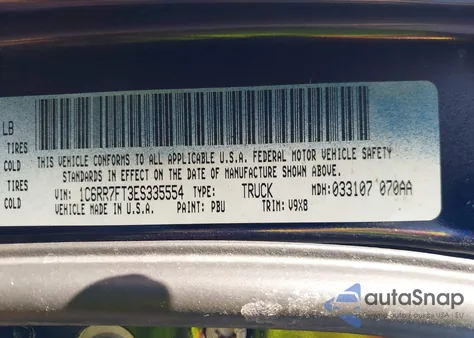 LB
TIRES
COLD
TIRES
COLD
THIS VEHICLE CONFORMS TO ALL APPLICABLE U.S.A. FEDERAL MOTOR VEHICLE SAFETY
STANDARDS IN EFFECT ON THE DATE OF MANUFACTURE SHOWN ABOVE.
VIN: 1C6RR7FT3ES335554 TYPE: TRUCK MDH: 033107 070AA
VEHICLE MADE IN U.S.A. PAINT: PBU TRIM: V9X8
autoSnap